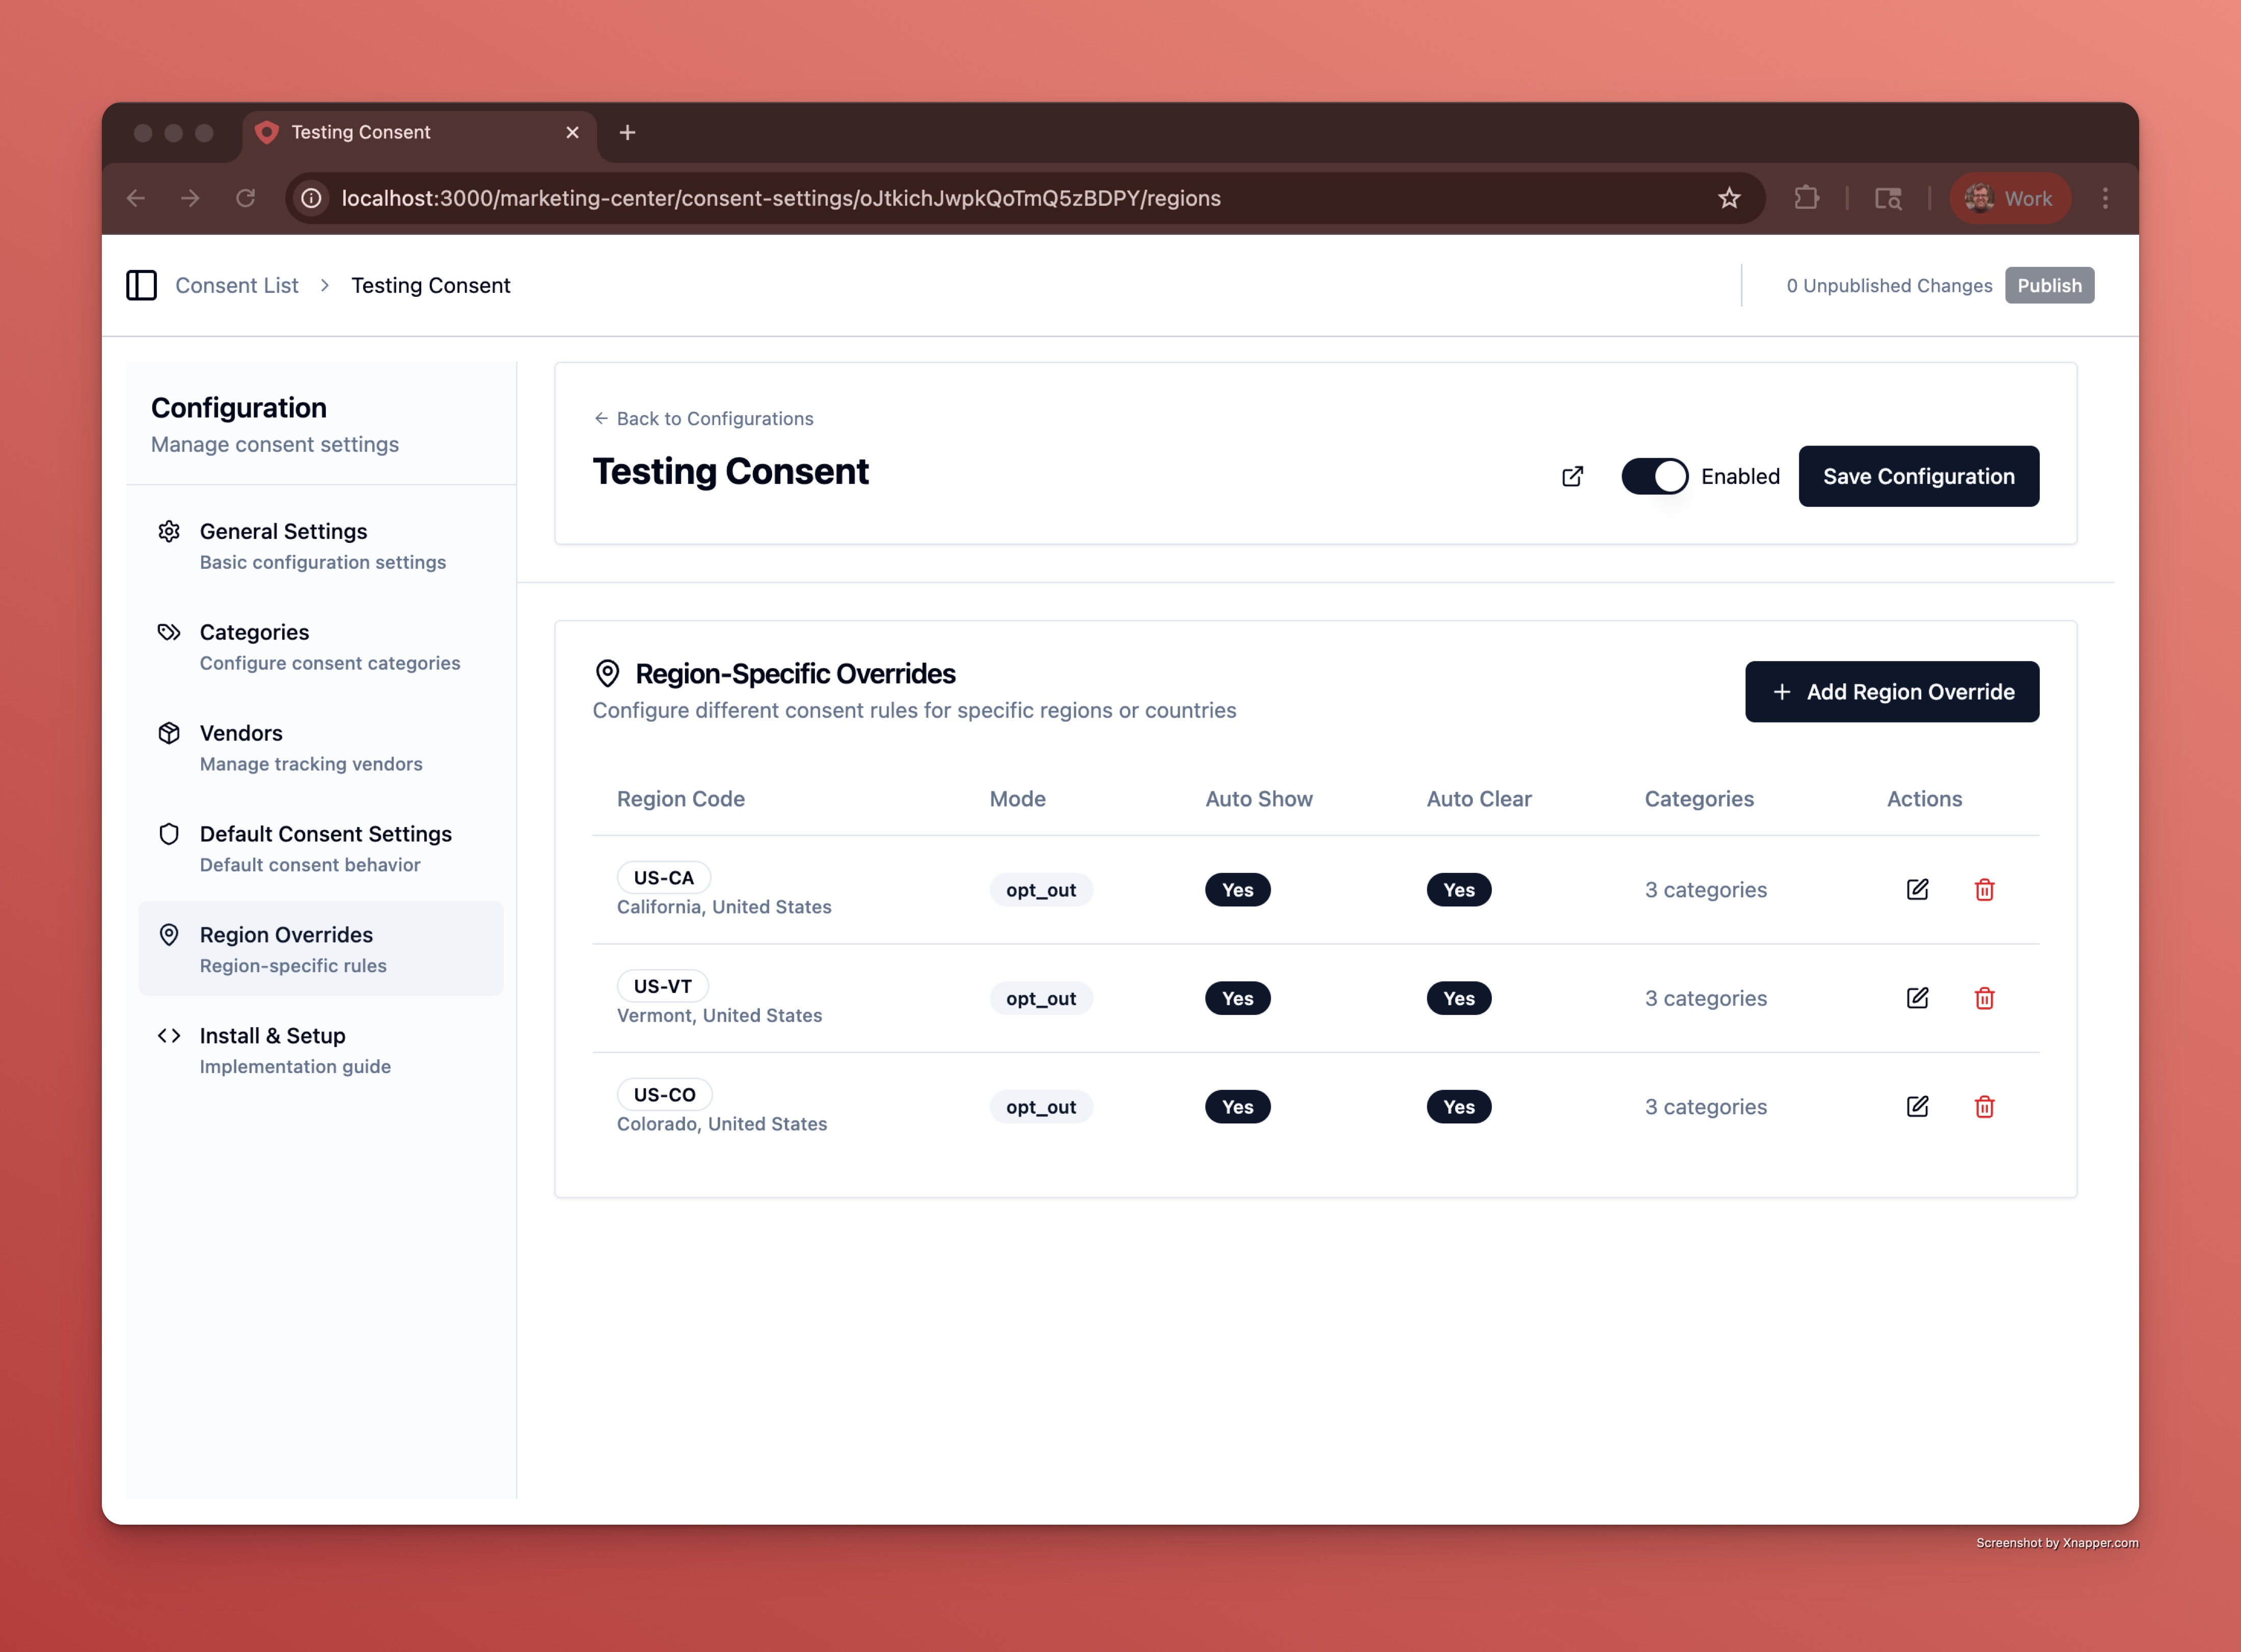 Testing Consent
localhost:3000/marketing-center/consent-settings/oJtkichJwpkQoTmQ5zBDPY/regions
Work
Consent List > Testing Consent
0 Unpublished Changes
Publish
Configuration
Manage consent settings
General Settings
Basic configuration settings
Categories
Configure consent categories
Vendors
Manage tracking vendors
Default Consent Settings
Default consent behavior
Region Overrides
Region-specific rules
Install & Setup
Implementation guide
← Back to Configurations
Testing Consent
Enabled
Save Configuration
Region-Specific Overrides
Configure different consent rules for specific regions or countries
+ Add Region Override
Region Code Mode Auto Show Auto Clear Categories Actions
US-CA
California, United States
opt_out Yes Yes 3 categories
US-VT
Vermont, United States
opt_out Yes Yes 3 categories
US-CO
Colorado, United States
opt_out Yes Yes 3 categories
Screenshot by Xnapper.com